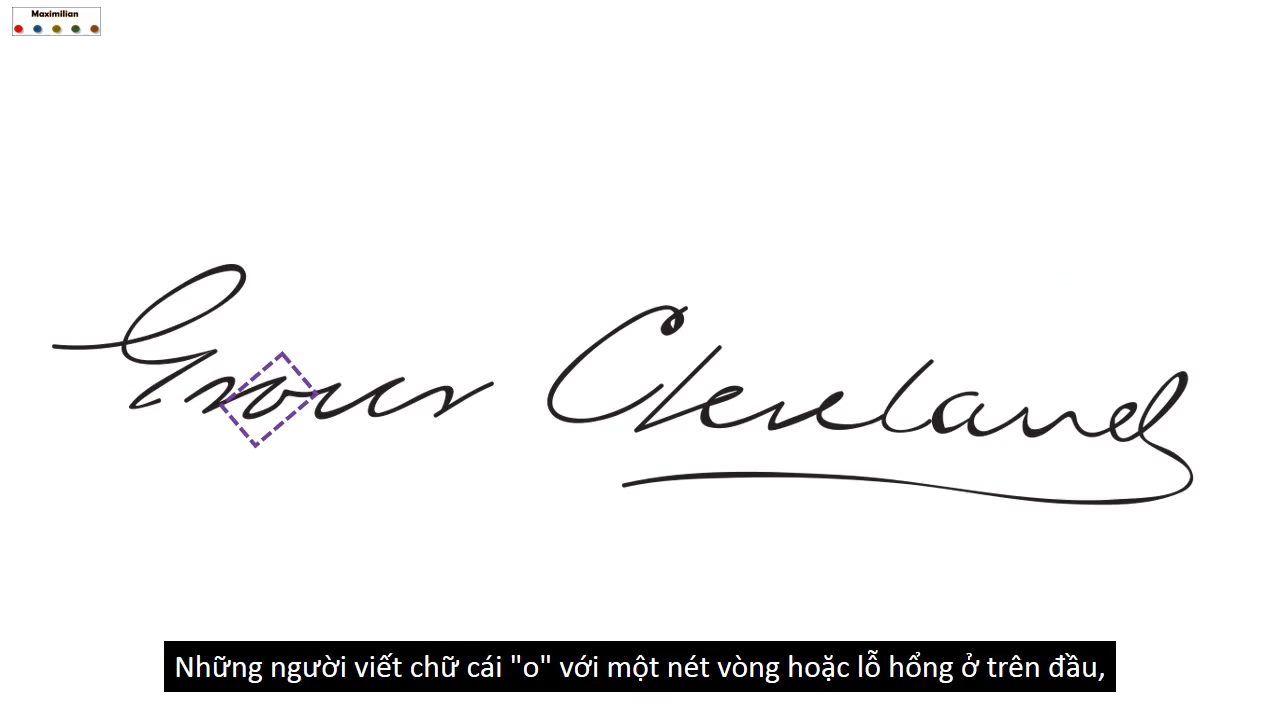 Maximilian
Grover Cleveland
Những người viết chữ cái "o" với một nét vòng hoặc lỗ hổng ở trên đầu,